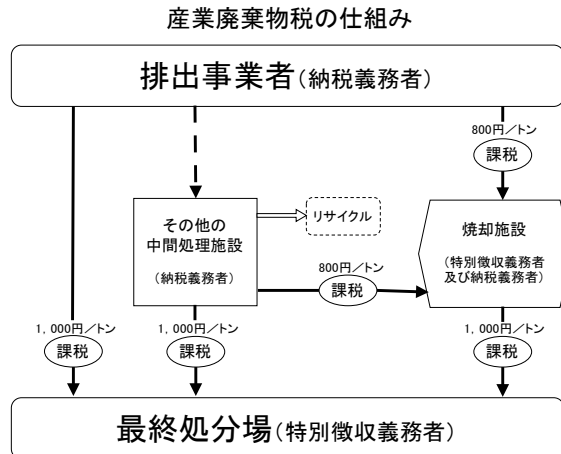 産業廃棄物税の仕組み
排出事業者(納税義務者)
800円／トン
課税
その他の
中間処理施設
(納税義務者)
リサイクル
焼却施設
(特別徴収義務者
及び納税義務者)
800円／トン
課税
1，000円／トン
課税
1，000円／トン
課税
1，000円／トン
課税
最終処分場(特別徴収義務者)